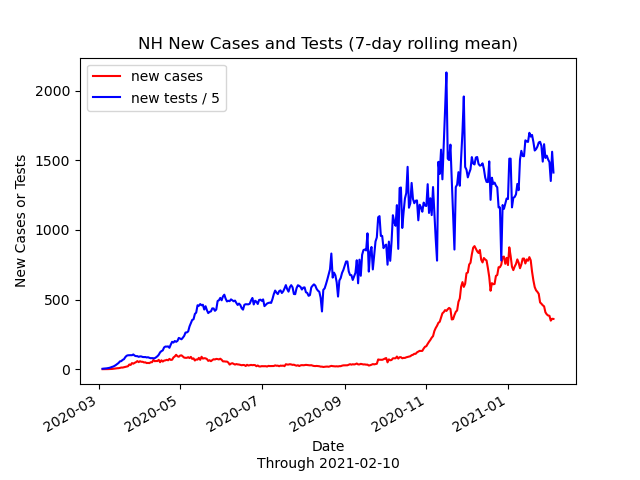 NH New Cases and Tests (7-day rolling mean)
new cases
new tests / 5
2000
1500
1000
500
0
New Cases or Tests
2020-03
2020-05
2020-07
2020-09
2020-11
2021-01
Date
Through 2021-02-10